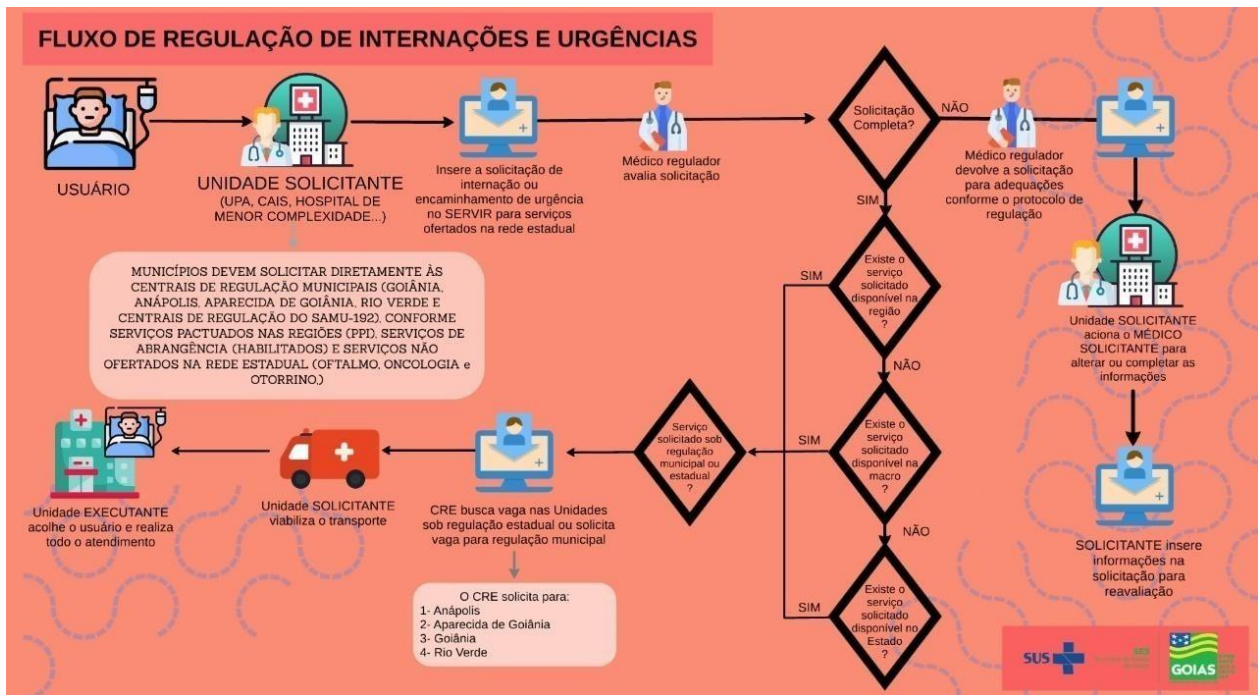 FLUXO DE REGULAÇÃO DE INTERNAÇÕES E URGÊNCIAS
USUÁRIO
UNIDADE SOLICITANTE
(UPA, CAIS, HOSPITAL DE
MENOR COMPLEXIDADE...)
Insere a solicitação de
internação ou
encaminhamento de urgência
no SERVIR para serviços
ofertados na rede estadual
Médico regulador
avalia solicitação
Solicitação
Completa?
NÃO
Médico regulador
devolve a solicitação
para adequações
conforme o protocolo de
regulação
SIM
MUNICÍPIOS DEVEM SOLICITAR DIRETAMENTE ÀS
CENTRAIS DE REGULAÇÃO MUNICIPAIS (GOIÂNIA,
ANÁPOLIS, APARECIDA DE GOIÂNIA, RIO VERDE E
CENTRAIS DE REGULAÇÃO DO SAMU-192), CONFORME
SERVIÇOS PACTUADOS NAS REGIÕES (PPI), SERVIÇOS DE
ABRANGÊNCIA (HABILITADOS) E SERVIÇOS NÃO
OFERTADOS NA REDE ESTADUAL (OFTALMO, ONCOLOGIA e
OTORRINO,)
SIM
Existe o
serviço
solicitado
disponível na
região
?
Unidade SOLICITANTE
aciona o MÉDICO
SOLICITANTE para
alterar ou completar as
informações
NÃO
Unidade EXECUTANTE
acolhe o usuário e realiza
todo o atendimento
Unidade SOLICITANTE
viabiliza o transporte
CRE busca vaga nas Unidades
sob regulação estadual ou solicita
vaga para regulação municipal
Serviço
solicitado sob
regulação
municipal ou
estadual
?
SIM
Existe o
serviço
solicitado
disponível na
macro
?
NÃO
SOLICITANTE insere
informações na
solicitação para
reavaliação
O CRE solicita para:
1- Anápolis
2- Aparecida de Goiânia
3- Goiânia
4- Rio Verde
SIM
Existe o
serviço
solicitado
disponível no
Estado
?
SUS
SES
GOIÁS